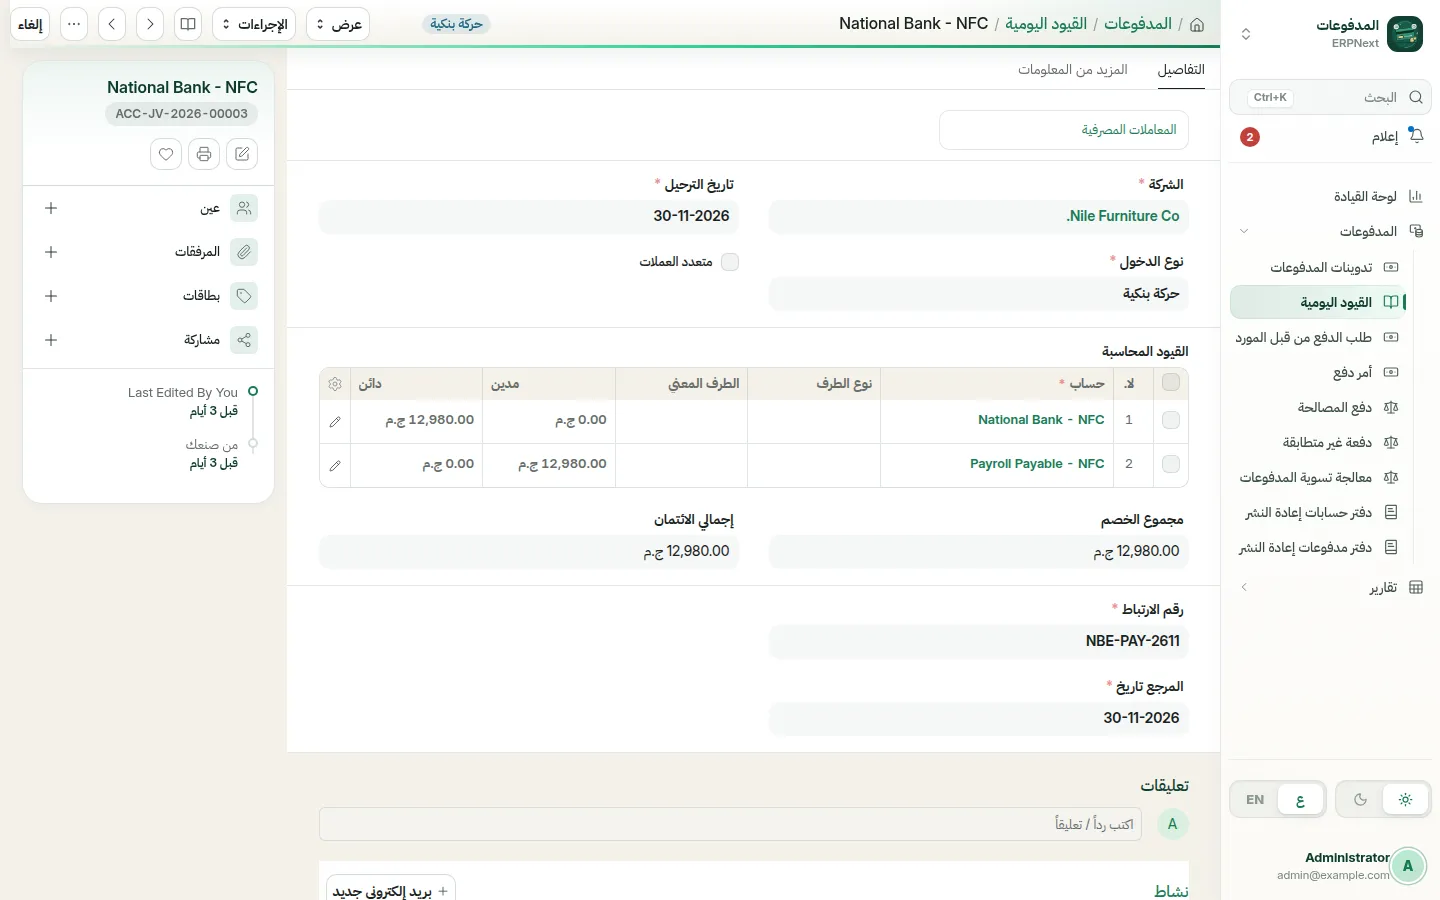 المدفوعات
ERPNext
البحث
Ctrl+K
إعلام
2
لوحة القيادة
المدفوعات
تدوينات المدفوعات
القيود اليومية
طلب الدفع من قبل المورد
أمر دفع
دفع المصالحة
دفعة غير متطابقة
معالجة تسوية المدفوعات
دفتر حسابات إعادة النشر
دفتر مدفوعات إعادة النشر
تقارير
ع
EN
Administrator
admin@example.com
A
المدفوعات / القيود اليومية / National Bank - NFC
حركة بنكية
عرض
الإجراءات
إلغاء
التفاصيل
المزيد من المعلومات
المعاملات المصرفية
الشركة *
Nile Furniture Co.
تاريخ الترحيل *
30-11-2026
نوع الدخول *
حركة بنكية
متعدد العملات
القيود المحاسبة
لا. حساب * نوع الطرف الطرف المعني مدين دائن
1 National Bank - NFC 0.00 ج.م 12,980.00 ج.م
2 Payroll Payable - NFC 12,980.00 ج.م 0.00 ج.م
مجموع الخصم
12,980.00 ج.م
إجمالي الائتمان
12,980.00 ج.م
رقم الارتباط *
NBE-PAY-2611
المرجع تاريخ *
30-11-2026
تعليقات
A
اكتب رداً / تعليقاً
نشاط
بريد إلكتروني جديد
National Bank - NFC
ACC-JV-2026-00003
عين
المرفقات
بطاقات
مشاركة
Last Edited By You
قبل 3 أيام
من صنعك
قبل 3 أيام